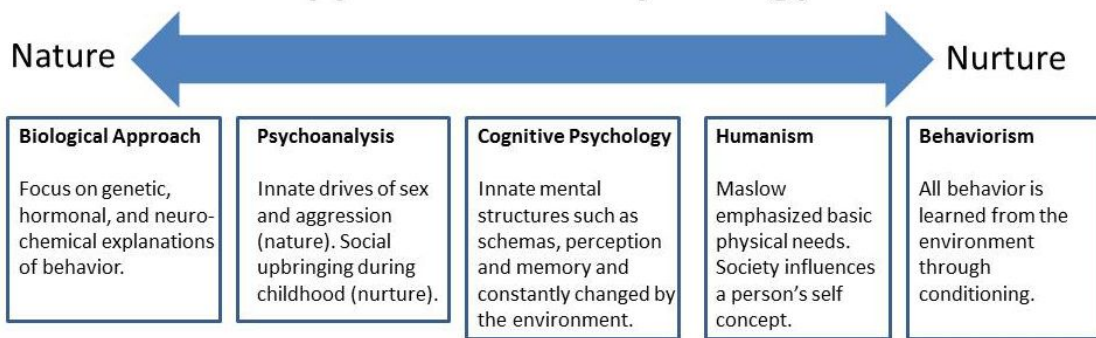 Nature
Nurture
Biological Approach
Focus on genetic,
hormonal, and neuro-
chemical explanations
of behavior.
Psychoanalysis
Innate drives of sex
and aggression
(nature). Social
upbringing during
childhood (nurture).
Cognitive Psychology
Innate mental
structures such as
schemas, perception
and memory and
constantly changed by
the environment.
Humanism
Maslow
emphasized basic
physical needs.
Society influences
a person's self
concept.
Behaviorism
All behavior is
learned from the
environment
through
conditioning.